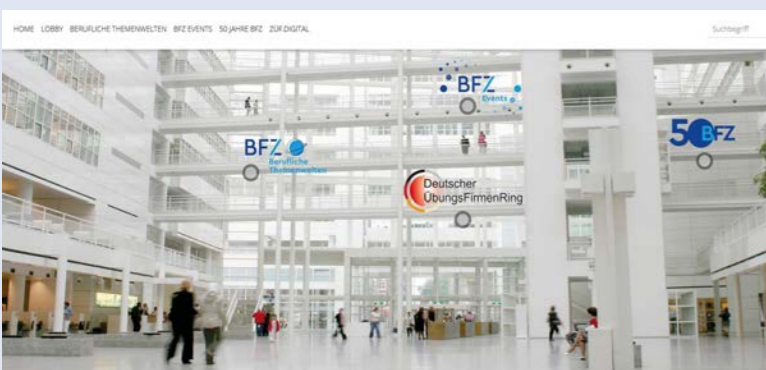 HOME LOBBY BERUFLICHE THEMENWELTEN BFZ EVENTS 50 JAHRE BFZ ZÜF.DIGITAL
Suchbegriff
BFZ
Events
BFZ
Berufliche
Themenwelten
50 BFZ
Deutscher
ÜbungsFirmenRing